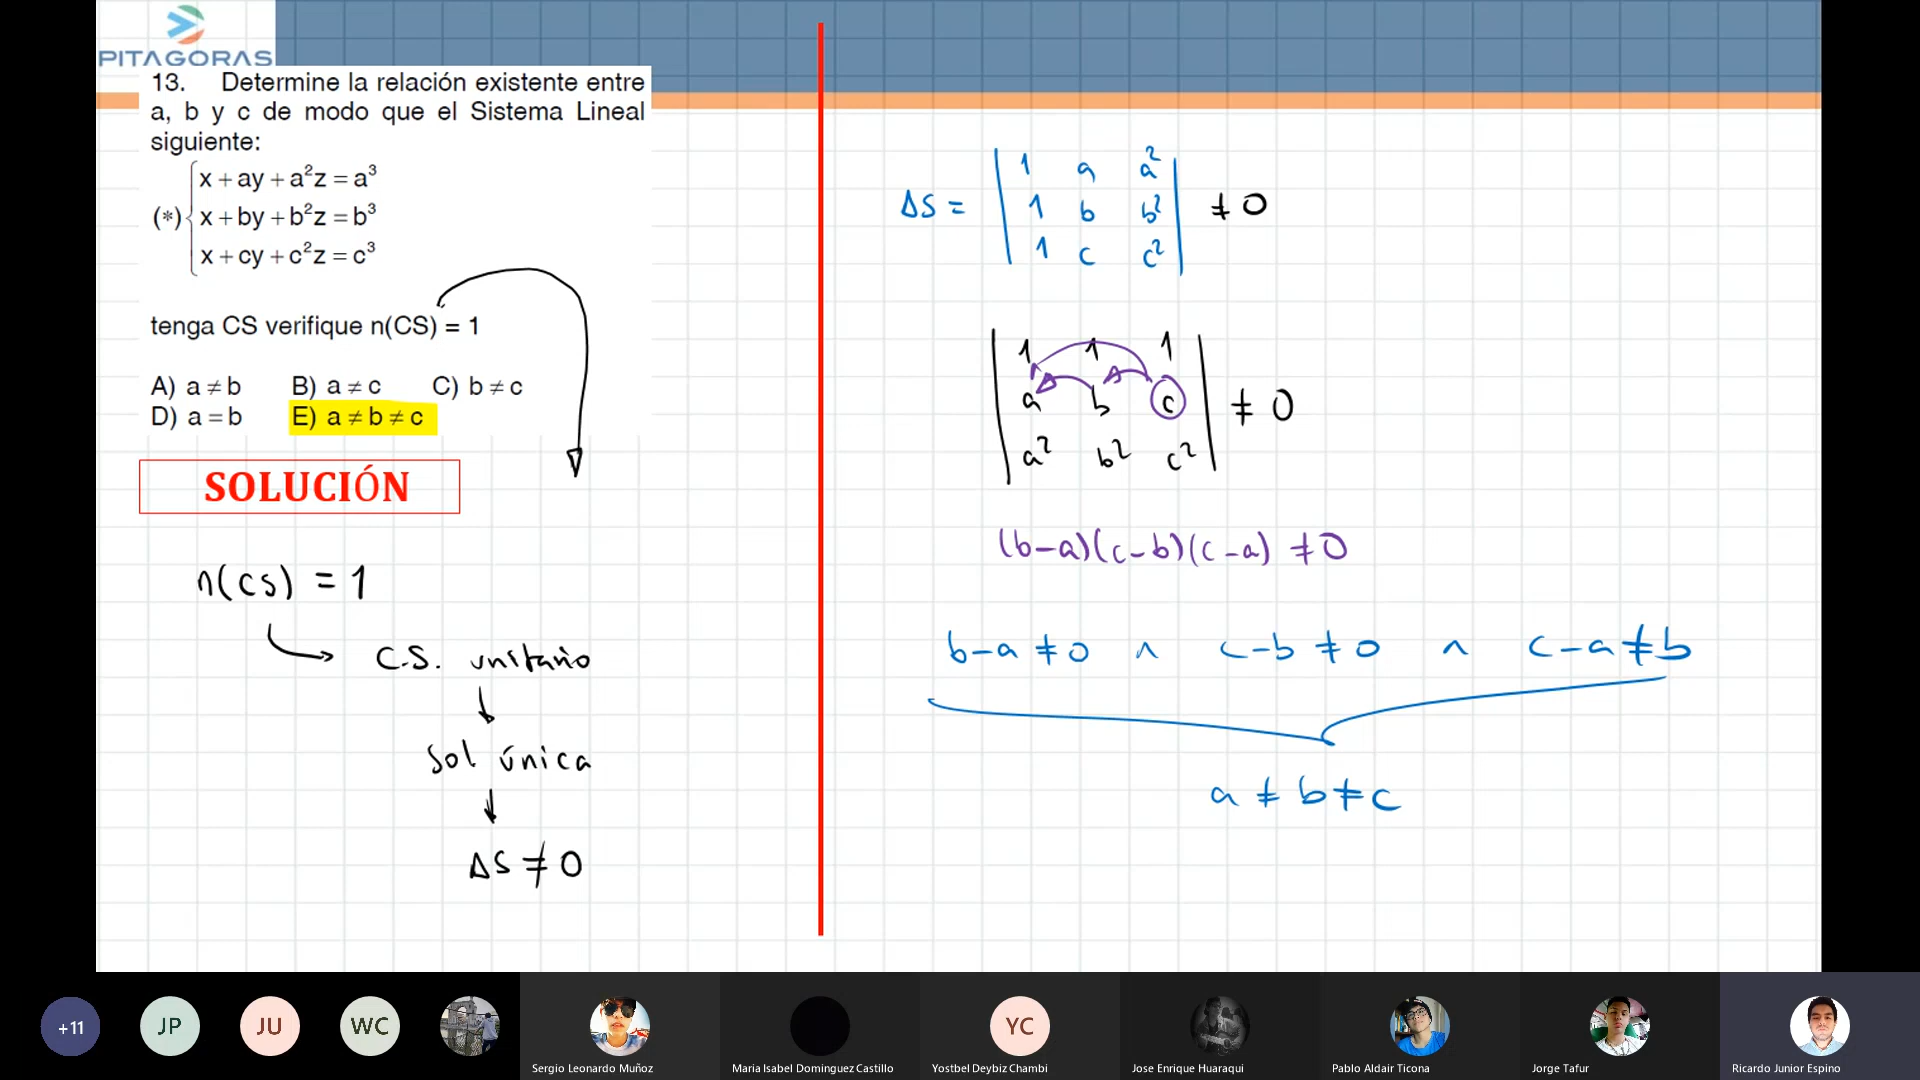 PITAGORAS
13. Determine la relación existente entre
a, b y c de modo que el Sistema Lineal
siguiente:
x + ay + a²z = a³
(*) x + by + b²z = b³
x + cy + c²z = c³
tenga CS verifique n(CS) = 1
A) a ≠ b B) a ≠ c C) b ≠ c
D) a = b E) a ≠ b ≠ c
SOLUCIÓN
n(CS) = 1
C.S. unitario
Sol única
ΔS ≠ 0
1 a a²
ΔS = 1 b b² ≠ 0
1 c c²
1 1 1
a b c ≠ 0
a² b² c²
(b-a)(c-b)(c-a) ≠ 0
b-a ≠ 0 ∧ c-b ≠ 0 ∧ c-a ≠ b
a ≠ b ≠ c
+11
JP
JU
WC
YC
Sergio Leonardo Muñoz
Maria Isabel Dominguez Castillo
Yostbel Deybiz Chambi
Jose Enrique Huaraqui
Pablo Aldair Ticona
Jorge Tafur
Ricardo Junior Espino